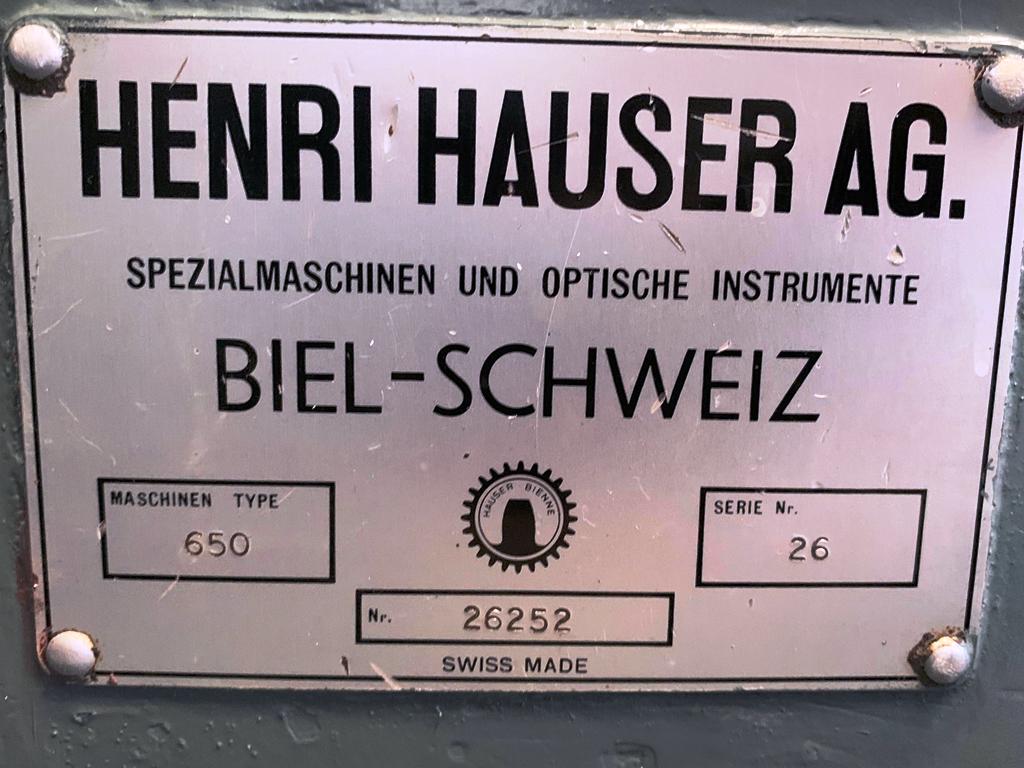 HENRI HAUSER AG.
SPEZIALMASCHINEN UND OPTISCHE INSTRUMENTE
BIEL-SCHWEIZ
MASCHINEN TYPE
650
HAUSER BIENNE
SERIE Nr.
26
Nr. 26252
SWISS MADE